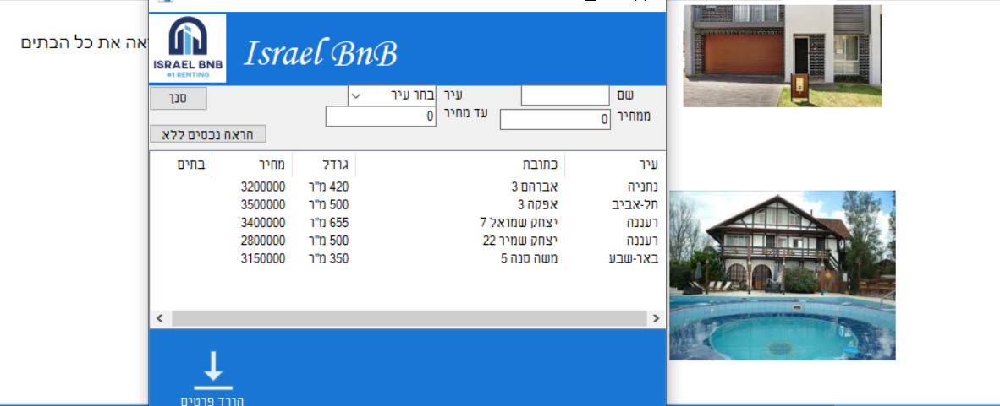 אה את כל הבתים
ISRAEL BNB
#1 RENTING
Israel BnB
שם
עיר
בחר עיר
סנן
ממחיר
0
עד מחיר
0
הראה נכסים ללא
עיר כתובת גודל מחיר בתים
נתניה אברהם 3 420 מ"ר 3200000
תל-אביב אפקה 3 500 מ"ר 3500000
רעננה יצחק שמואל 7 655 מ"ר 3400000
רעננה יצחק שמיר 22 500 מ"ר 2800000
באר-שבע משה סנה 5 350 מ"ר 3150000
הורד פרטים